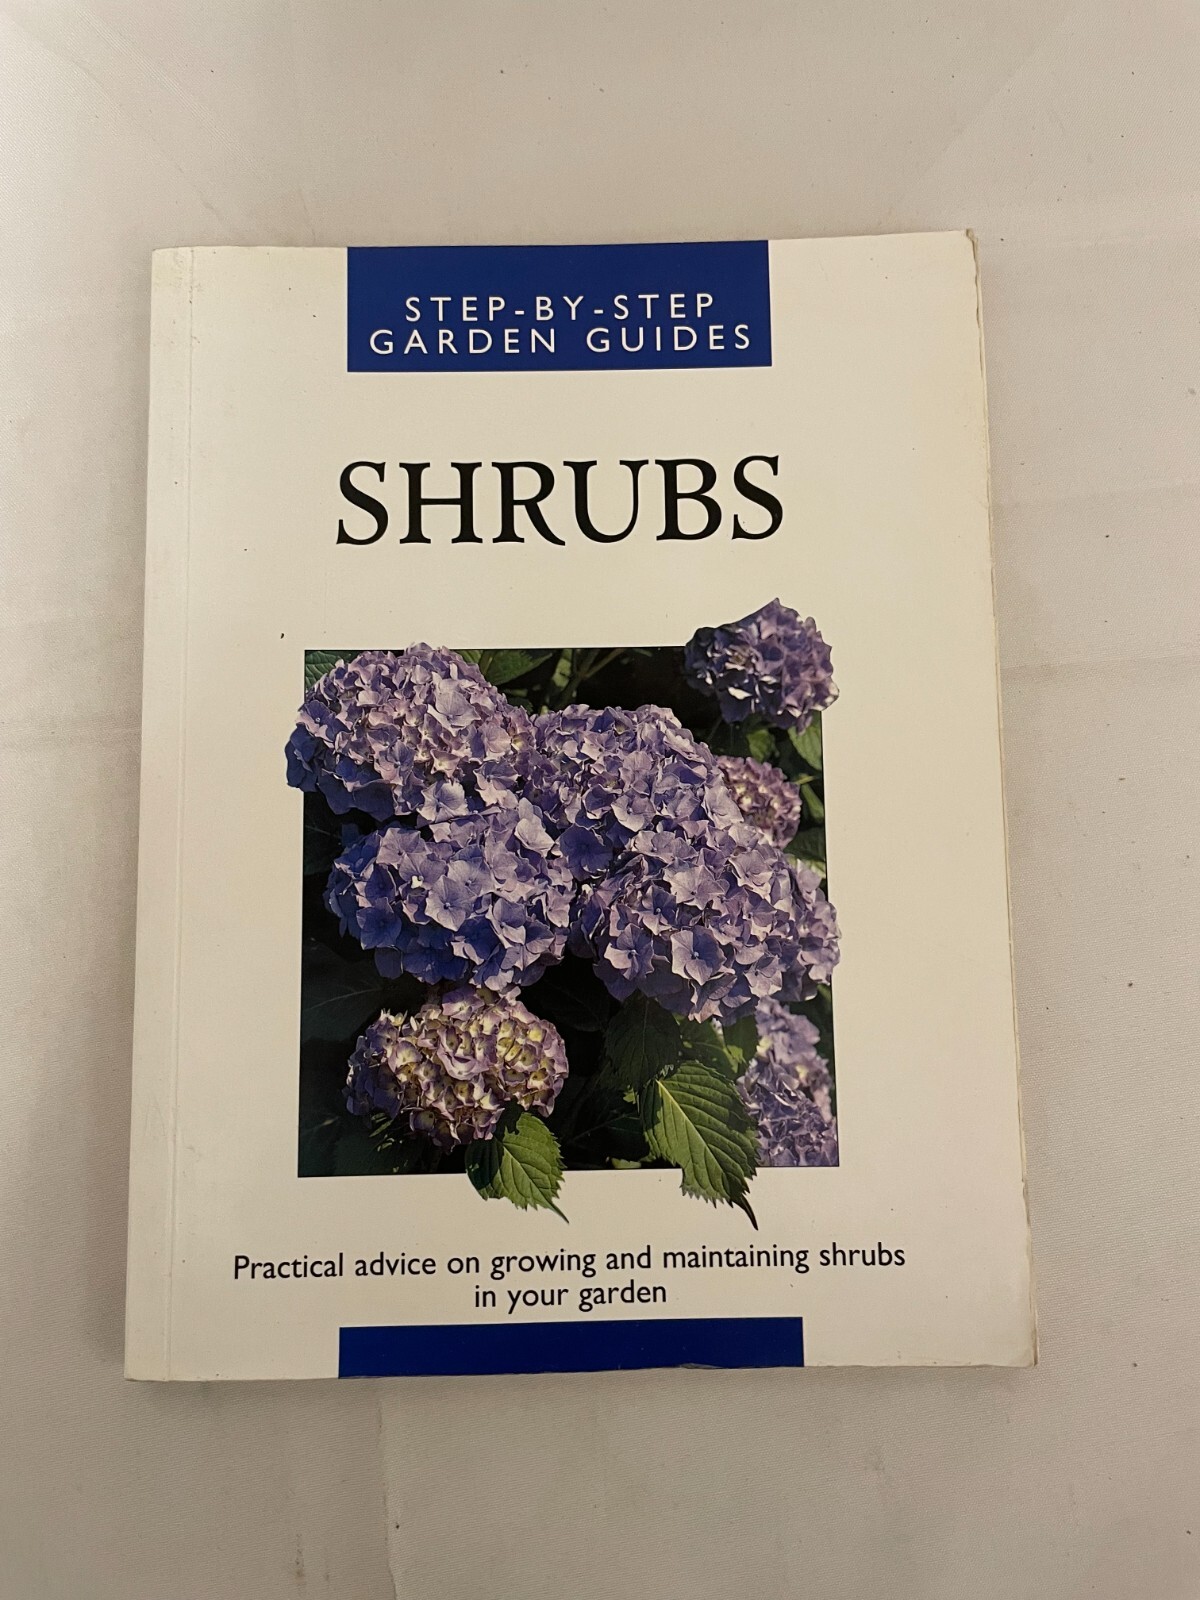 STEP-BY-STEP
GARDEN GUIDES
SHRUBS
Practical advice on growing and maintaining shrubs
in your garden